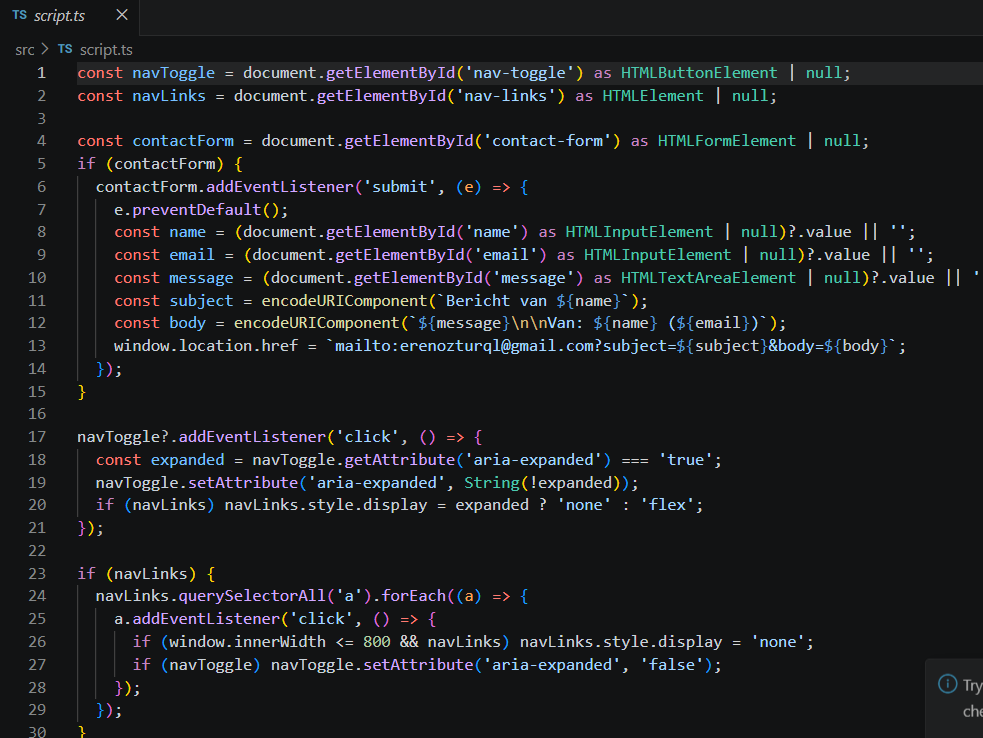 TS script.ts ×
src > TS script.ts
1 const navToggle = document.getElementById('nav-toggle') as HTMLButtonElement | null;
2 const navLinks = document.getElementById('nav-links') as HTMLElement | null;
3
4 const contactForm = document.getElementById('contact-form') as HTMLFormElement | null;
5 if (contactForm) {
6   contactForm.addEventListener('submit', (e) => {
7     e.preventDefault();
8     const name = (document.getElementById('name') as HTMLInputElement | null)?.value || '';
9     const email = (document.getElementById('email') as HTMLInputElement | null)?.value || '';
10     const message = (document.getElementById('message') as HTMLTextAreaElement | null)?.value || '
11     const subject = encodeURIComponent(`Bericht van ${name}`);
12     const body = encodeURIComponent(`${message}\n\nVan: ${name} (${email})`);
13     window.location.href = `mailto:erenozturql@gmail.com?subject=${subject}&body=${body}`;
14   });
15 }
16
17 navToggle?.addEventListener('click', () => {
18   const expanded = navToggle.getAttribute('aria-expanded') === 'true';
19   navToggle.setAttribute('aria-expanded', String(!expanded));
20   if (navLinks) navLinks.style.display = expanded ? 'none' : 'flex';
21 });
22
23 if (navLinks) {
24   navLinks.querySelectorAll('a').forEach((a) => {
25     a.addEventListener('click', () => {
26       if (window.innerWidth <= 800 && navLinks) navLinks.style.display = 'none';
27       if (navToggle) navToggle.setAttribute('aria-expanded', 'false');
28     });
29   });
30 }
Try